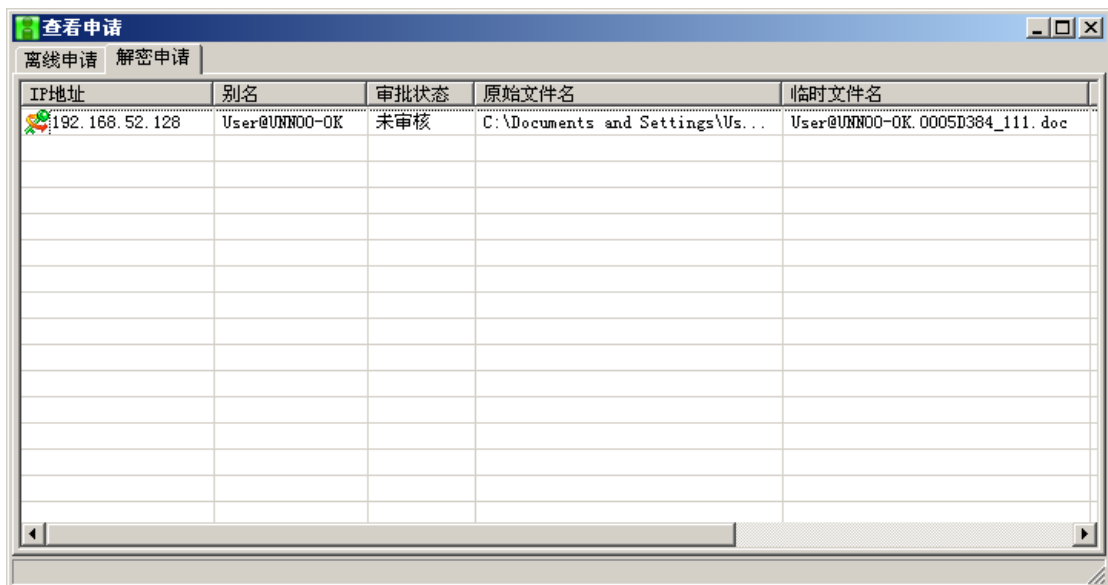 查看申请
离线申请 解密申请
IP地址 别名 审批状态 原始文件名 临时文件名
192.168.52.128 User@UNNOO-OK 未审核 C:\Documents and Settings\Us... User@UNNOO-OK.0005D384_111.doc